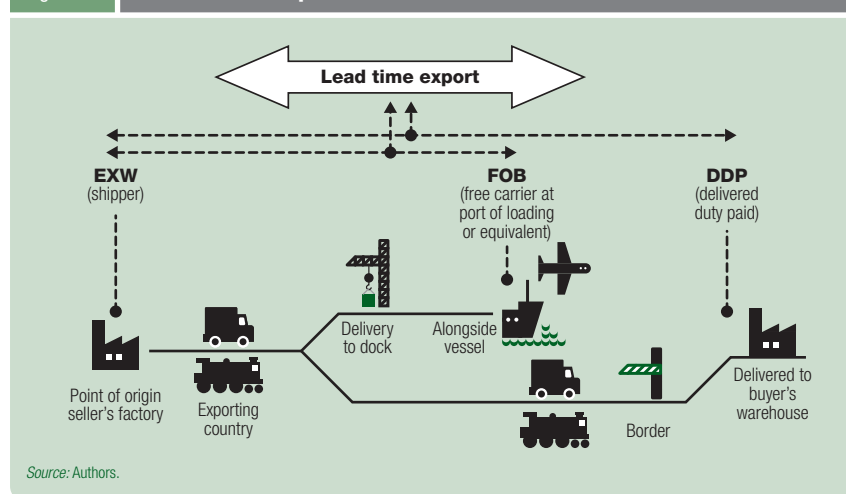 Lead time export
EXW
(shipper)
FOB
(free carrier at
port of loading
or equivalent)
DDP
(delivered
duty paid)
Delivery
to dock
Alongside
vessel
Point of origin
seller's factory
Exporting
country
Border
Delivered to
buyer's
warehouse
Source: Authors.